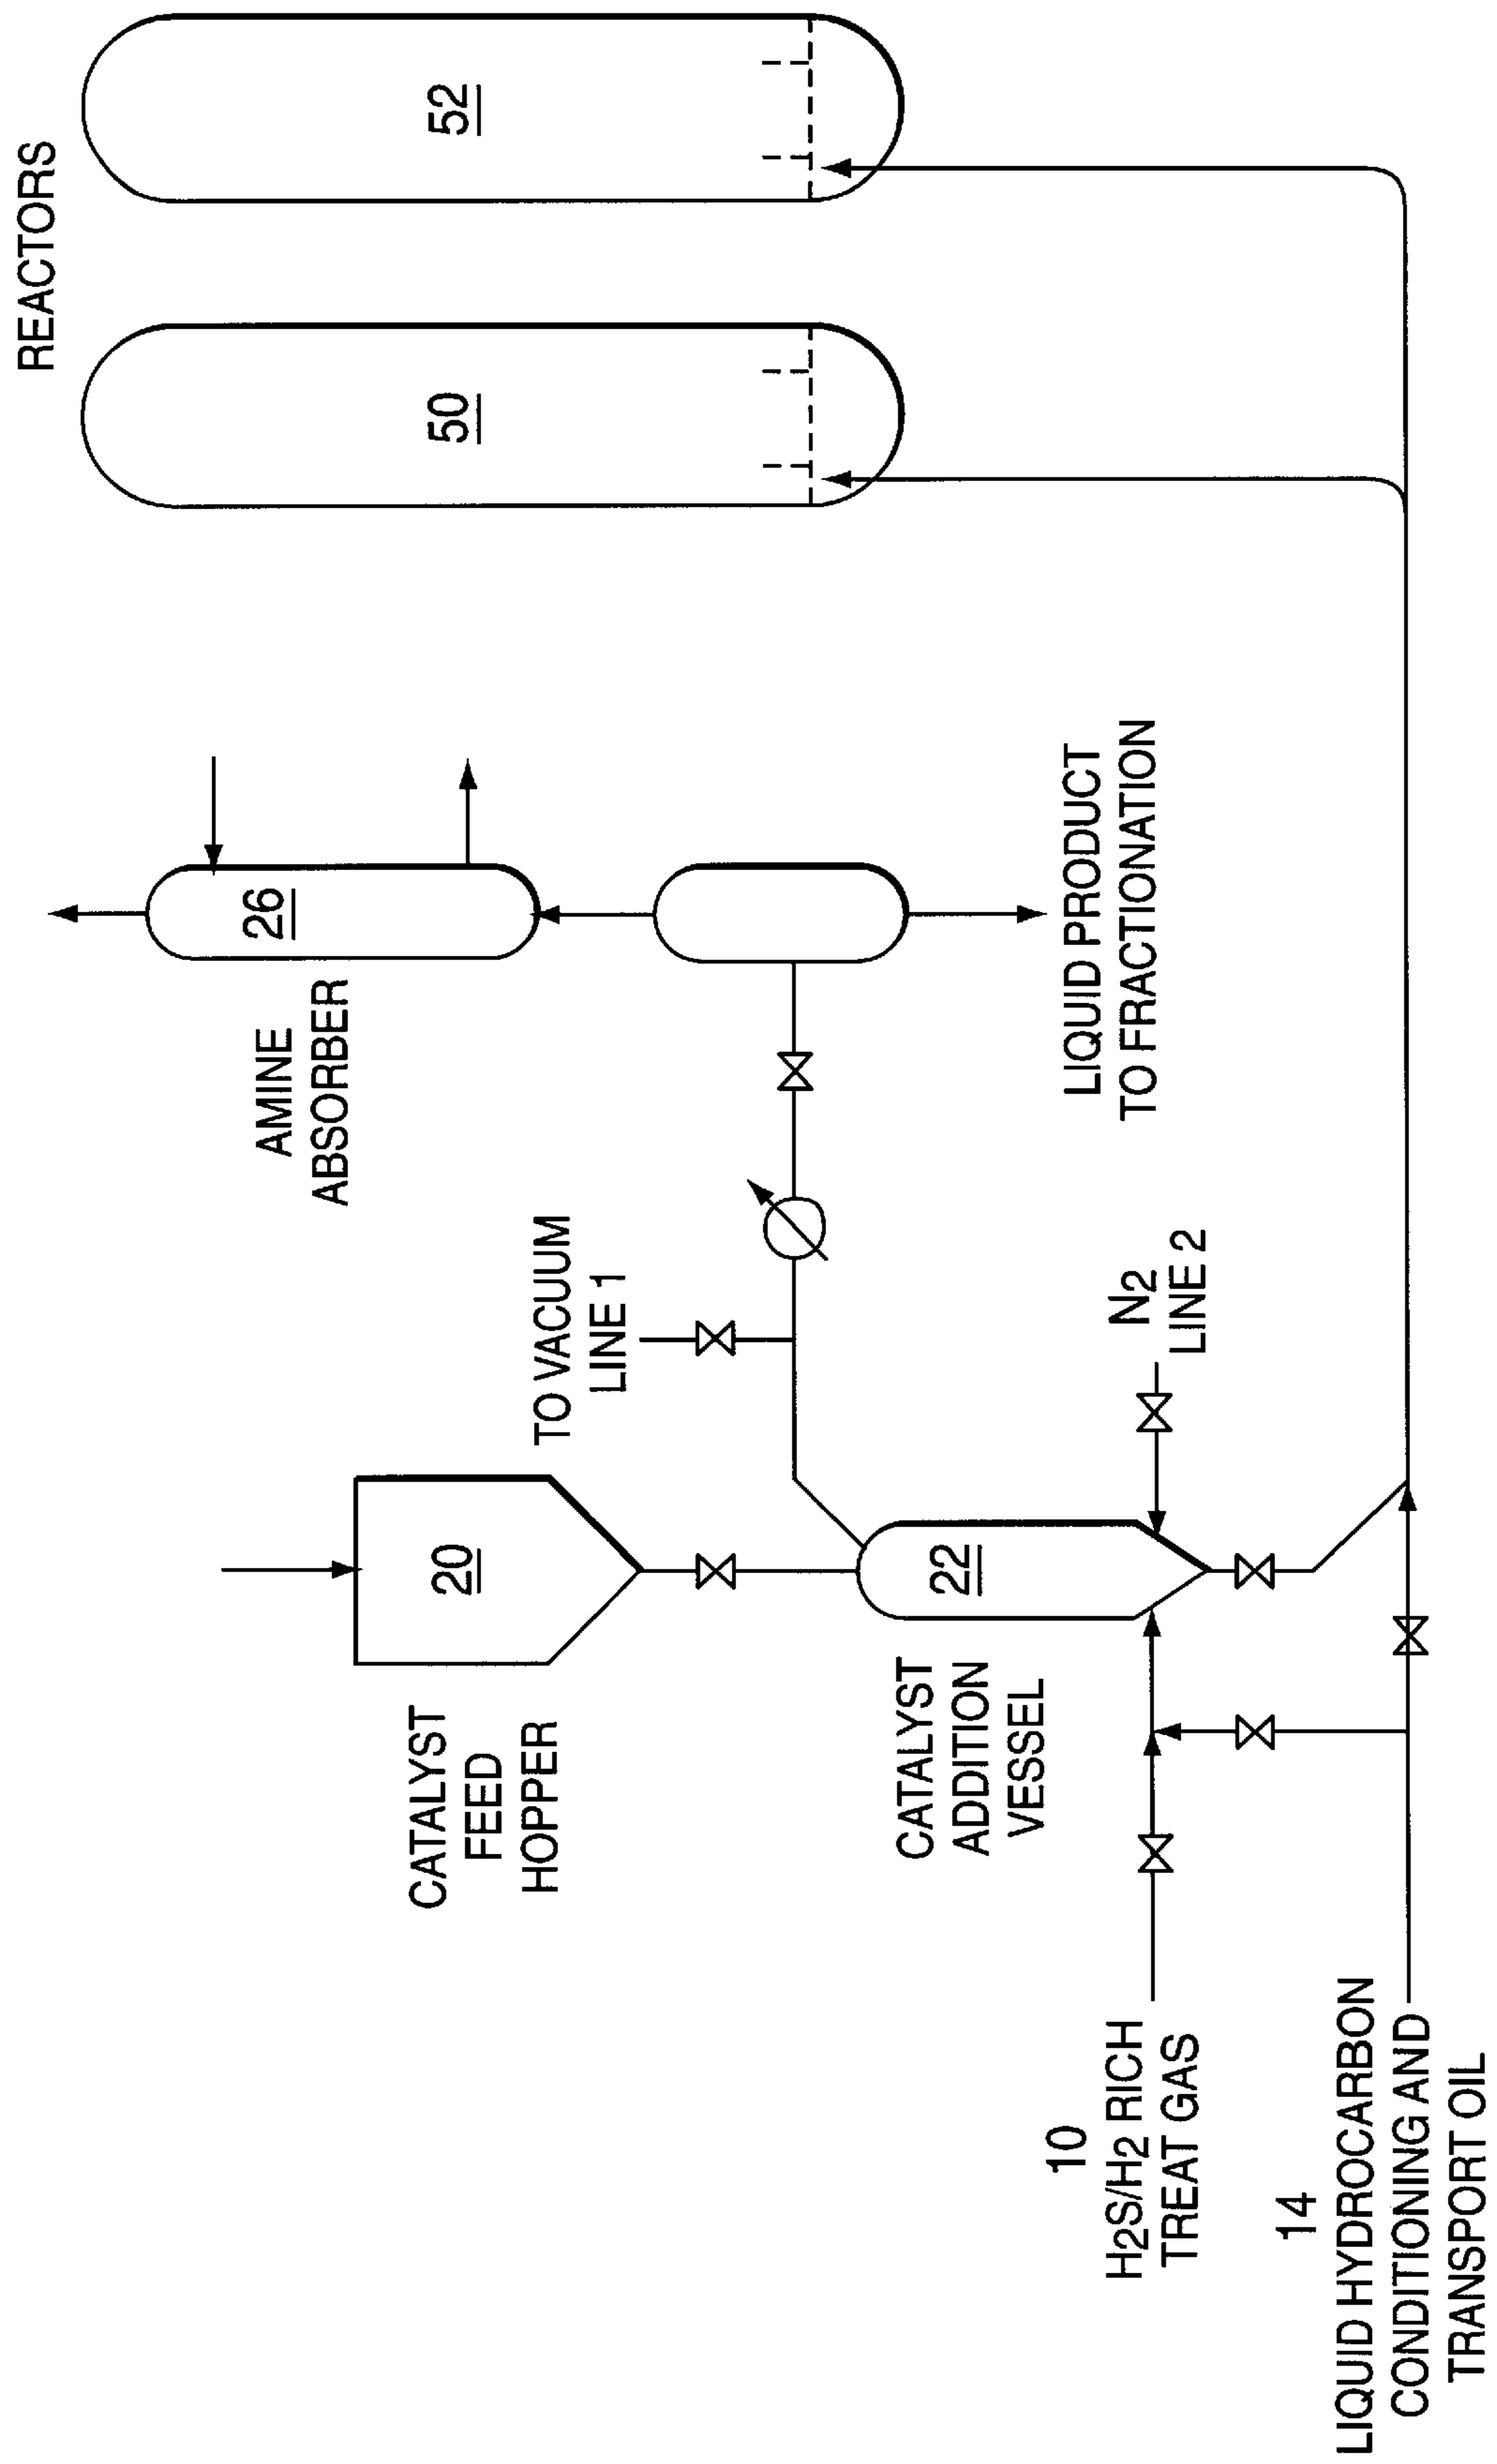 REACTORS
52
50
26
AMINE
ABSORBER
LIQUID PRODUCT
TO FRACTIONATION
TO VACUUM
LINE 1
N2
LINE 2
20
CATALYST
FEED
HOPPER
22
CATALYST
ADDITION
VESSEL
10
H2S/H2 RICH
TREAT GAS
14
LIQUID HYDROCARBON
CONDITIONING AND
TRANSPORT OIL